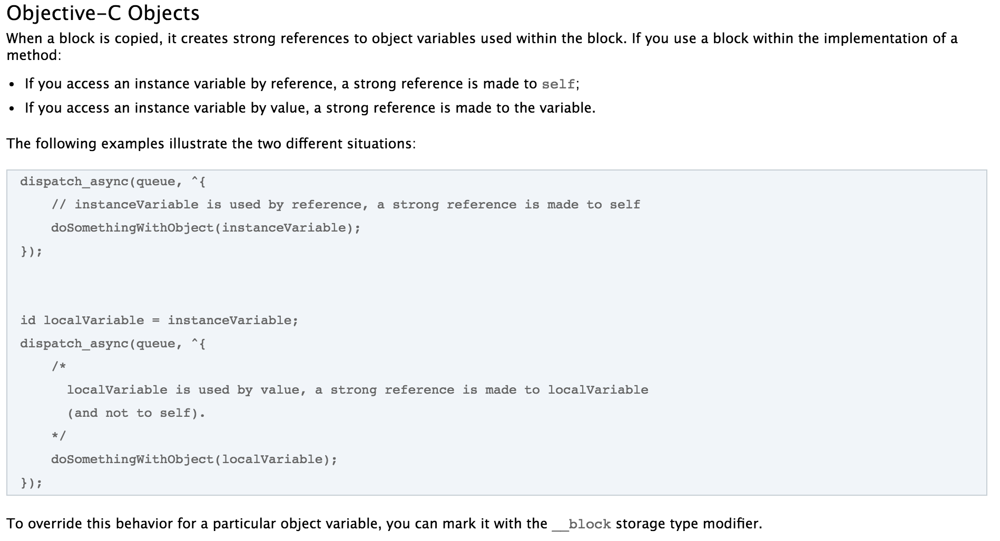 Objective-C Objects
When a block is copied, it creates strong references to object variables used within the block. If you use a block within the implementation of a
method:
• If you access an instance variable by reference, a strong reference is made to self;
• If you access an instance variable by value, a strong reference is made to the variable.
The following examples illustrate the two different situations:
dispatch_async(queue, ^{
    // instanceVariable is used by reference, a strong reference is made to self
    doSomethingWithObject(instanceVariable);
});
id localVariable = instanceVariable;
dispatch_async(queue, ^{
    /*
      localVariable is used by value, a strong reference is made to localVariable
      (and not to self).
    */
    doSomethingWithObject(localVariable);
});
To override this behavior for a particular object variable, you can mark it with the __block storage type modifier.